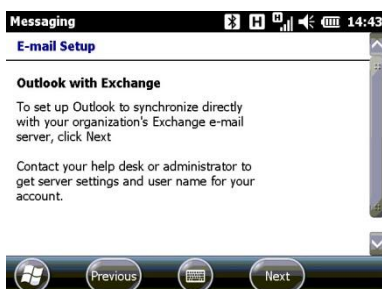 Messaging
H
H
14:43
E-mail Setup
Outlook with Exchange
To set up Outlook to synchronize directly
with your organization's Exchange e-mail
server, click Next
Contact your help desk or administrator to
get server settings and user name for your
account.
Previous
Next